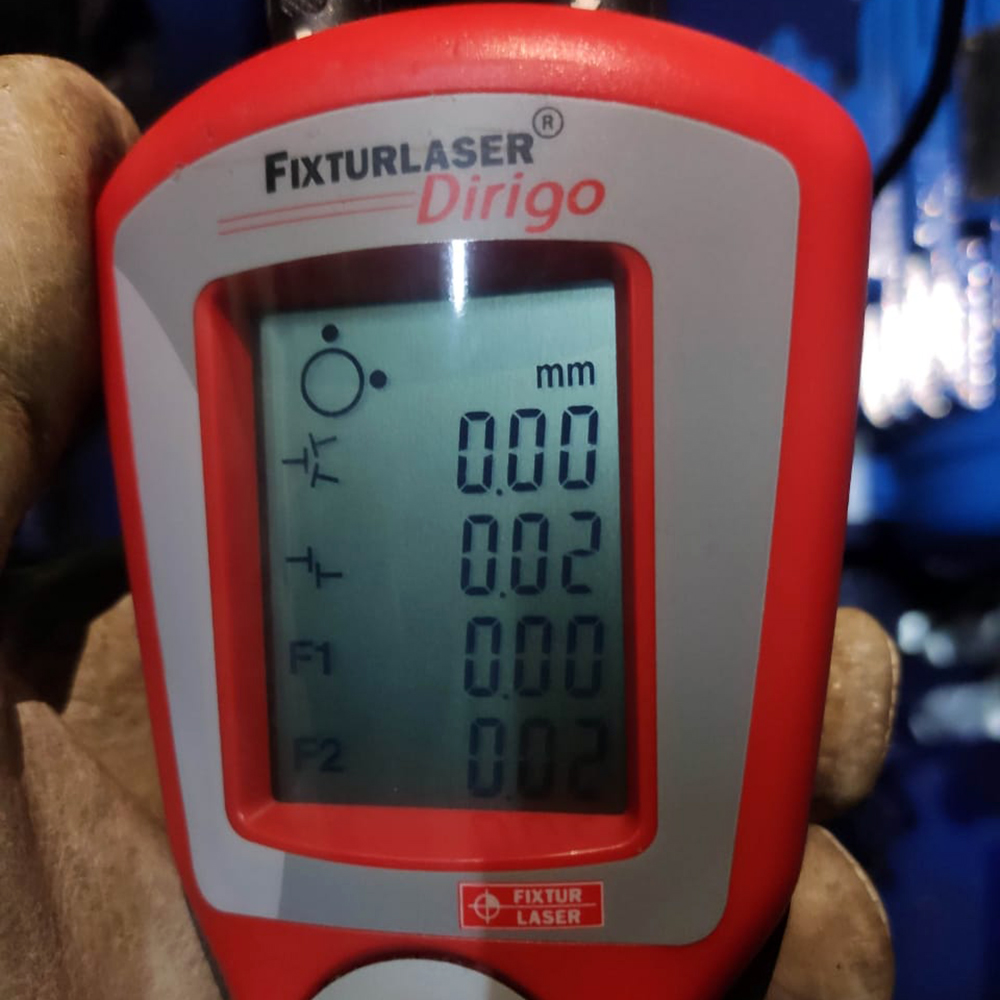 FIXTURLASER®
Dirigo
mm
0.00
0.02
F1 0.00
F2 0.02
FIXTUR
LASER